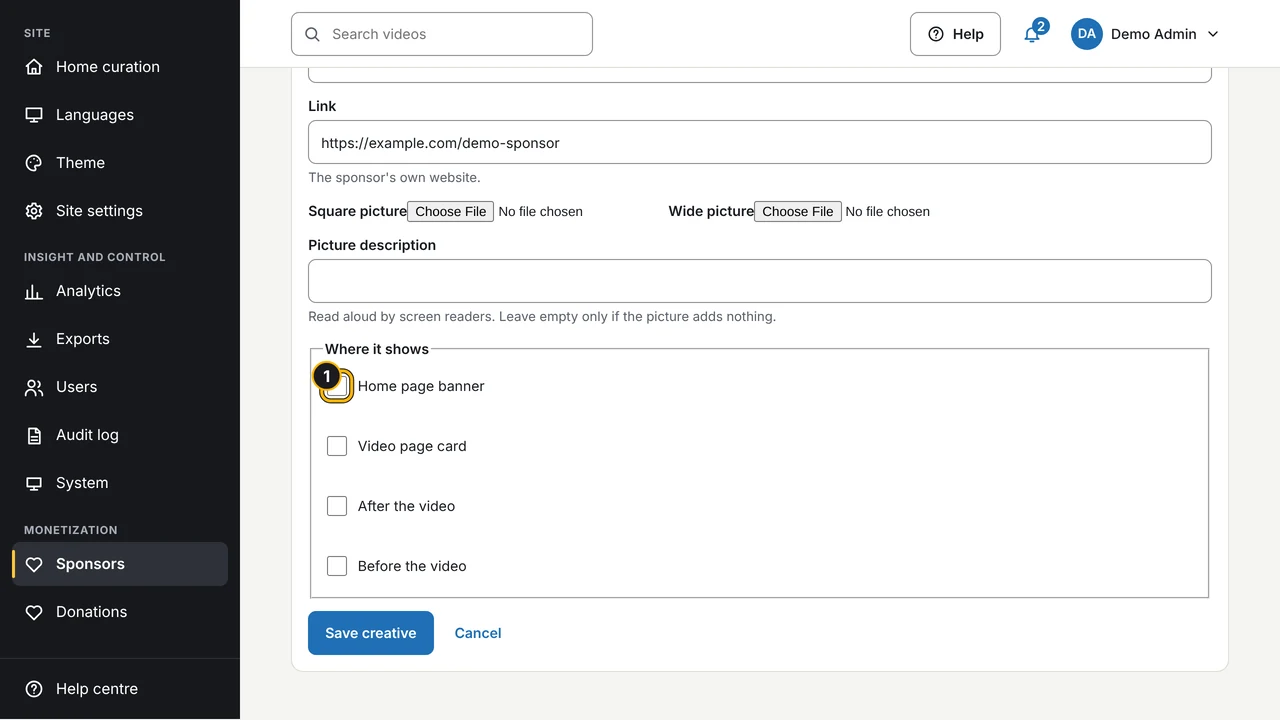 SITE
Home curation
Languages
Theme
Site settings
INSIGHT AND CONTROL
Analytics
Exports
Users
Audit log
System
MONETIZATION
Sponsors
Donations
Help centre
Search videos
Help
2
DA Demo Admin
Link
https://example.com/demo-sponsor
The sponsor's own website.
Square picture Choose File No file chosen
Wide picture Choose File No file chosen
Picture description
Read aloud by screen readers. Leave empty only if the picture adds nothing.
Where it shows
1
Home page banner
Video page card
After the video
Before the video
Save creative
Cancel